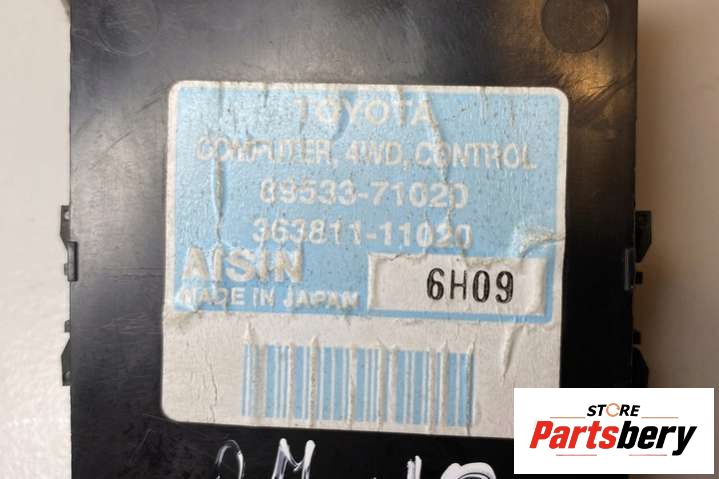 TOYOTA
COMPUTER, 4WD, CONTROL
89533-71020
363811-11020
AISIN
MADE IN JAPAN
6H09
STORE
Partsbery